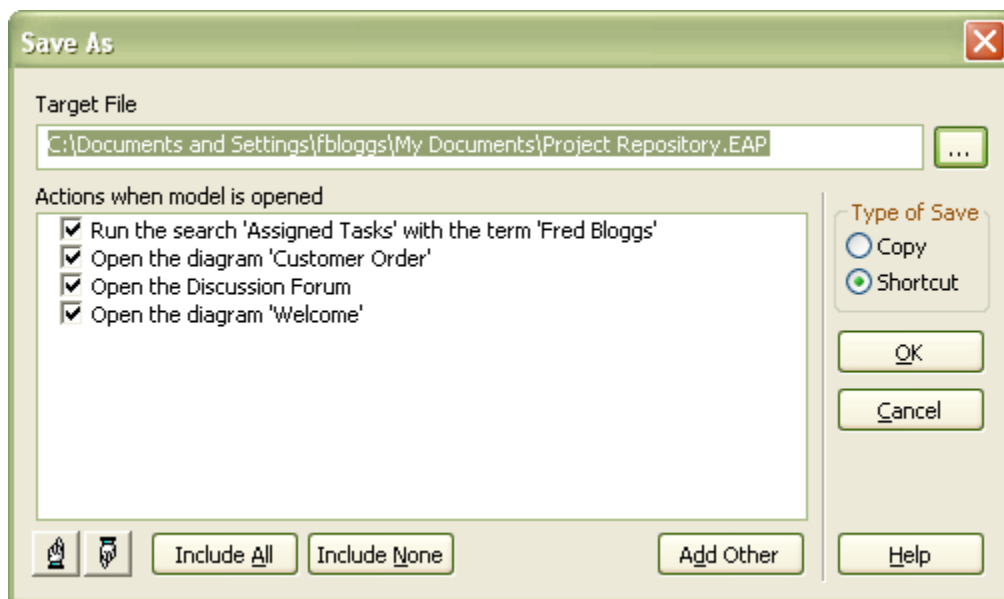 Save As
Target File
C:\Documents and Settings\fbloggs\My Documents\Project Repository.EAP
...
Actions when model is opened
Run the search 'Assigned Tasks' with the term 'Fred Bloggs'
Open the diagram 'Customer Order'
Open the Discussion Forum
Open the diagram 'Welcome'
Type of Save
Copy
Shortcut
OK
Cancel
Include All
Include None
Add Other
Help